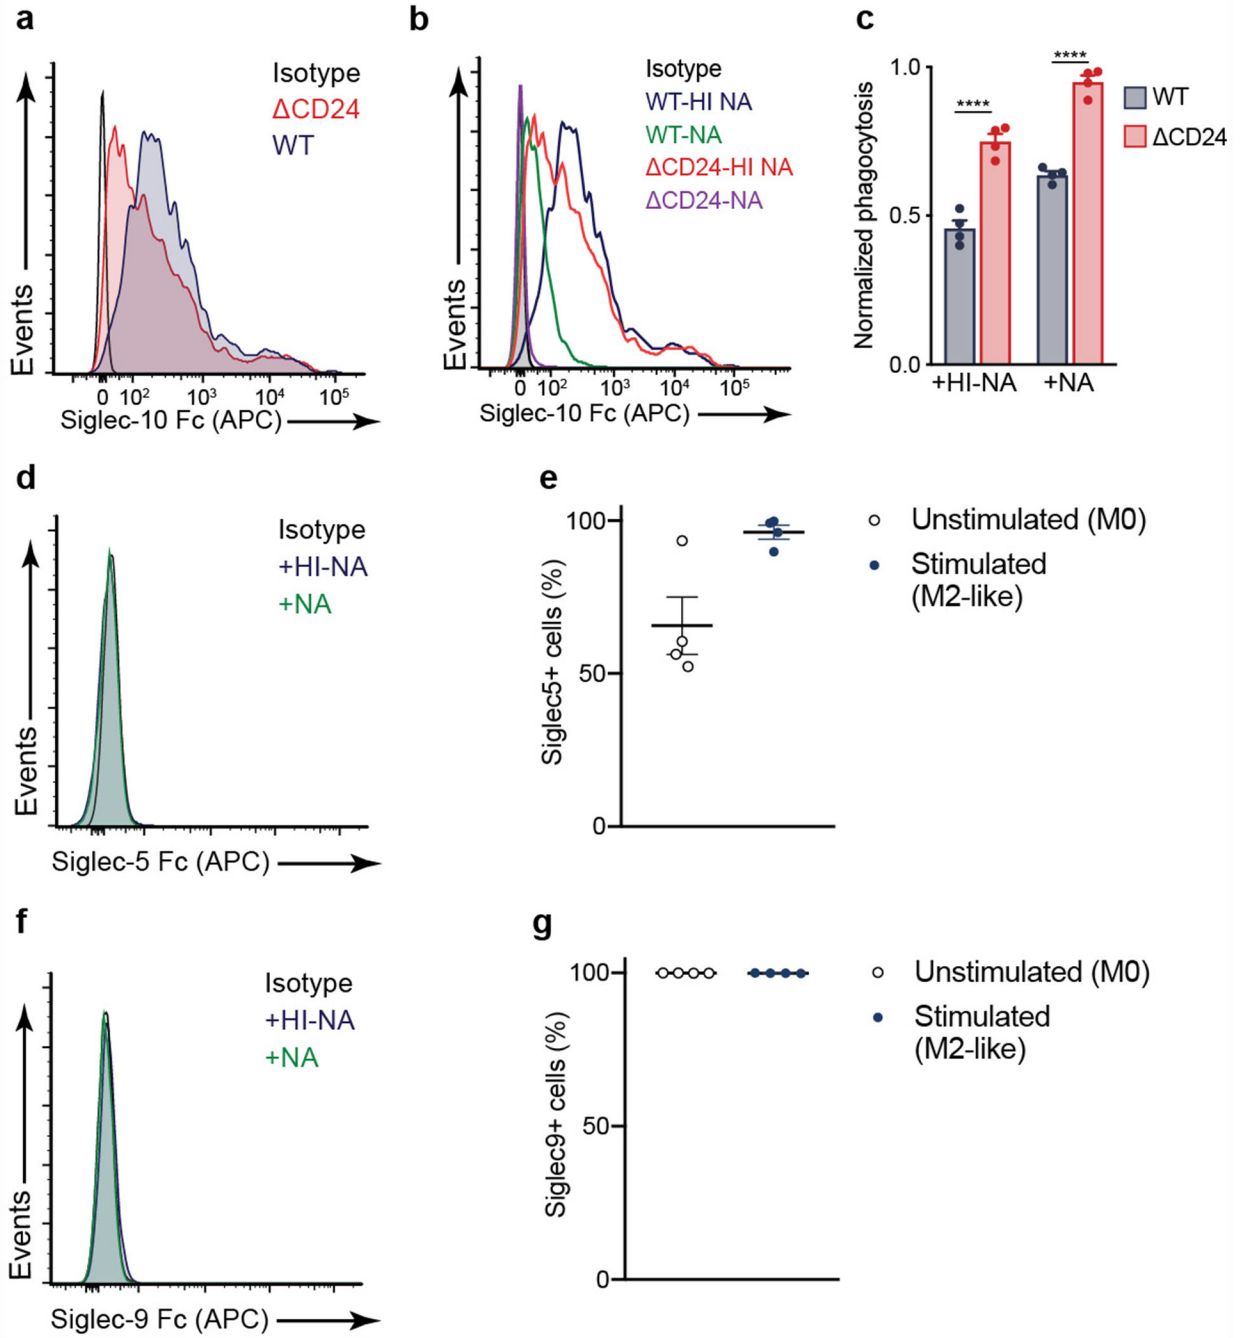 a
Isotype
ΔCD24
WT
Events
0 10² 10³ 10⁴ 10⁵
Siglec-10 Fc (APC)
b
Isotype
WT-HI NA
WT-NA
ΔCD24-HI NA
ΔCD24-NA
Events
0 10² 10³ 10⁴ 10⁵
Siglec-10 Fc (APC)
c
Normalized phagocytosis
1.0
0.5
0.0
****
****
WT
ΔCD24
+HI-NA +NA
d
Isotype
+HI-NA
+NA
Events
Siglec-5 Fc (APC)
e
Siglec5+ cells (%)
100
50
0
Unstimulated (M0)
Stimulated
(M2-like)
f
Isotype
+HI-NA
+NA
Events
Siglec-9 Fc (APC)
g
Siglec9+ cells (%)
100
50
0
Unstimulated (M0)
Stimulated
(M2-like)